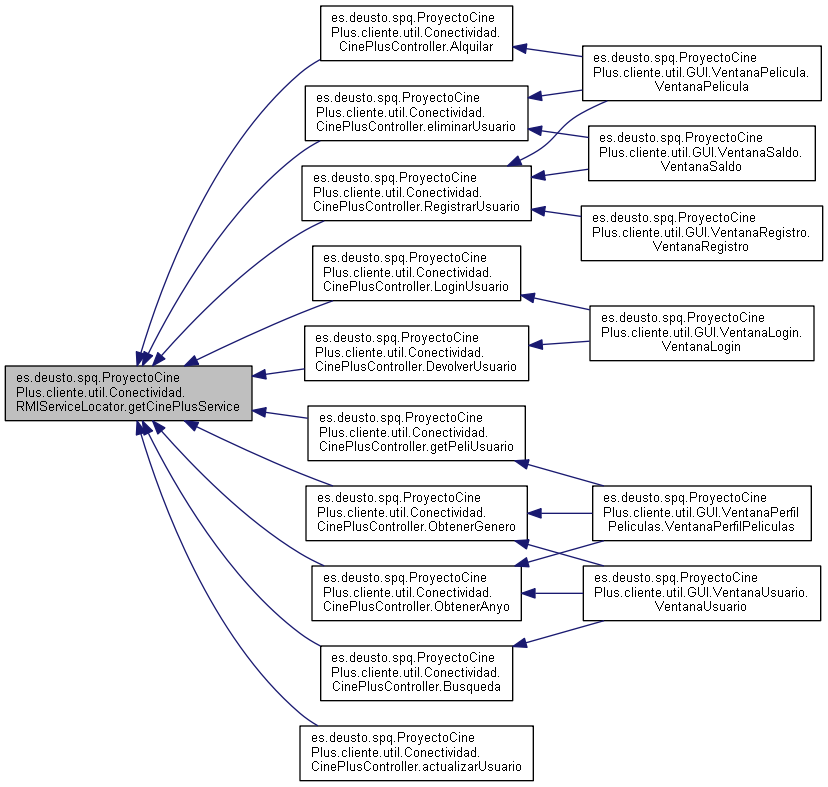 es.deusto.spq.ProyectoCine
Plus.cliente.util.Conectividad.
CinePlusController.Alquilar
es.deusto.spq.ProyectoCine
Plus.cliente.util.GUI.VentanaPelicula.
VentanaPelicula
es.deusto.spq.ProyectoCine
Plus.cliente.util.Conectividad.
CinePlusController.eliminarUsuario
es.deusto.spq.ProyectoCine
Plus.cliente.util.GUI.VentanaSaldo.
VentanaSaldo
es.deusto.spq.ProyectoCine
Plus.cliente.util.Conectividad.
CinePlusController.RegistrarUsuario
es.deusto.spq.ProyectoCine
Plus.cliente.util.GUI.VentanaRegistro.
VentanaRegistro
es.deusto.spq.ProyectoCine
Plus.cliente.util.Conectividad.
CinePlusController.LoginUsuario
es.deusto.spq.ProyectoCine
Plus.cliente.util.GUI.VentanaLogin.
VentanaLogin
es.deusto.spq.ProyectoCine
Plus.cliente.util.Conectividad.
CinePlusController.DevolverUsuario
es.deusto.spq.ProyectoCine
Plus.cliente.util.Conectividad.
RMIServiceLocator.getCinePlusService
es.deusto.spq.ProyectoCine
Plus.cliente.util.Conectividad.
CinePlusController.getPeliUsuario
es.deusto.spq.ProyectoCine
Plus.cliente.util.Conectividad.
CinePlusController.ObtenerGenero
es.deusto.spq.ProyectoCine
Plus.cliente.util.GUI.VentanaPerfil
Peliculas.VentanaPerfilPeliculas
es.deusto.spq.ProyectoCine
Plus.cliente.util.Conectividad.
CinePlusController.ObtenerAnyo
es.deusto.spq.ProyectoCine
Plus.cliente.util.GUI.VentanaUsuario.
VentanaUsuario
es.deusto.spq.ProyectoCine
Plus.cliente.util.Conectividad.
CinePlusController.Busqueda
es.deusto.spq.ProyectoCine
Plus.cliente.util.Conectividad.
CinePlusController.actualizarUsuario